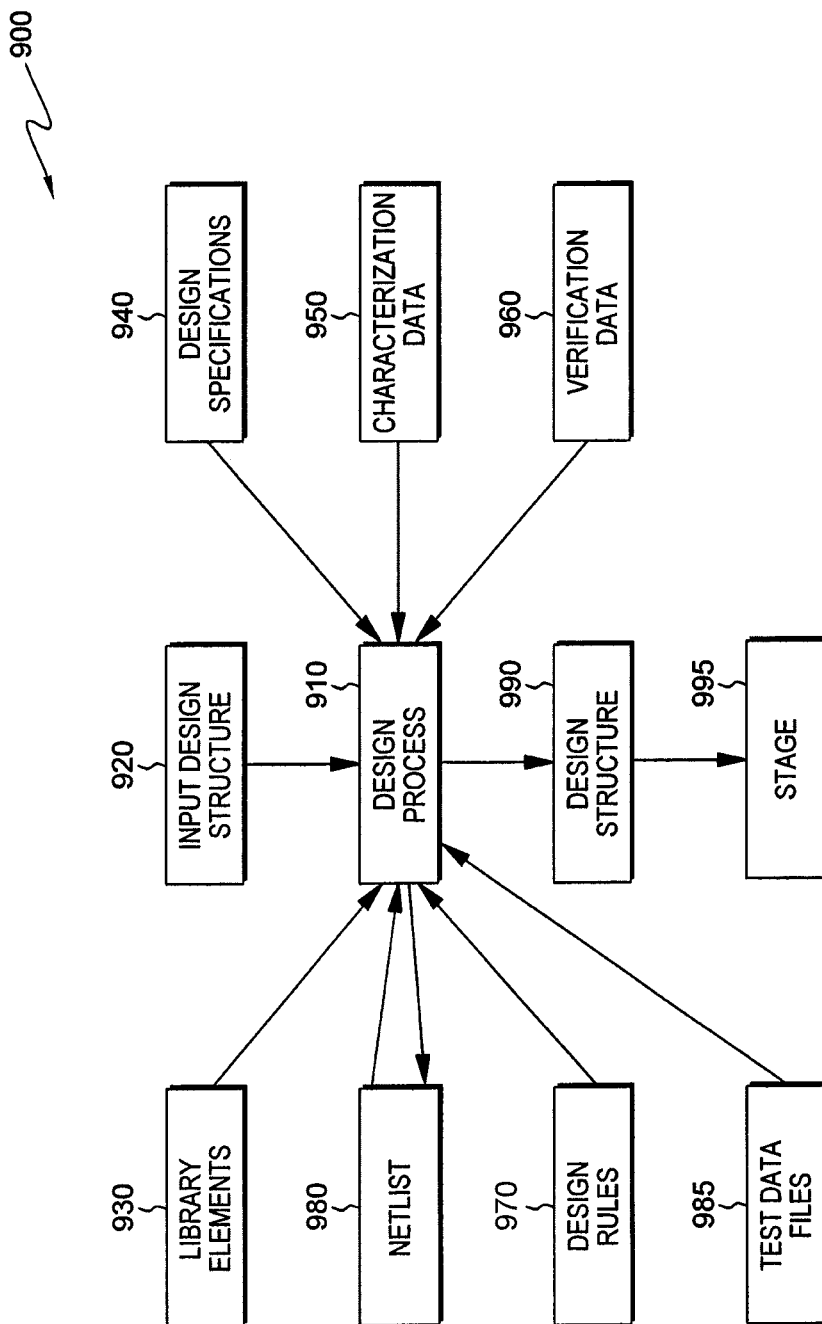 900
930
LIBRARY
ELEMENTS
980
NETLIST
970
DESIGN
RULES
985
TEST DATA
FILES
920
INPUT DESIGN
STRUCTURE
910
DESIGN
PROCESS
990
DESIGN
STRUCTURE
995
STAGE
940
DESIGN
SPECIFICATIONS
950
CHARACTERIZATION
DATA
960
VERIFICATION
DATA